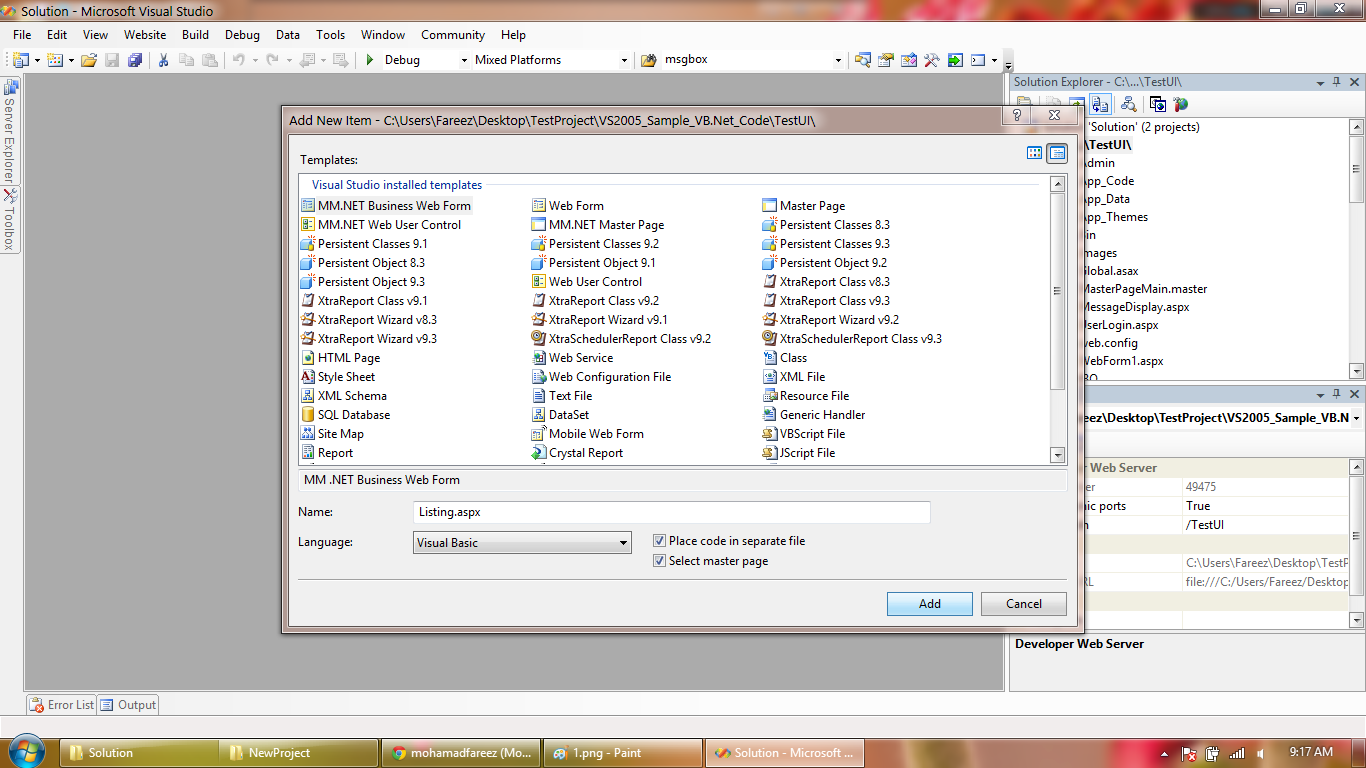 Solution - Microsoft Visual Studio
File Edit View Website Build Debug Data Tools Window Community Help
Debug Mixed Platforms msgbox
Server Explorer
Toolbox
Solution Explorer - C:\...\TestUI\
'Solution' (2 projects)
\TestUI\
Admin
App_Code
App_Data
App_Themes
Bin
Images
Global.asax
MasterPageMain.master
MessageDisplay.aspx
UserLogin.aspx
web.config
WebForm1.aspx
Add New Item - C:\Users\Fareez\Desktop\TestProject\VS2005_Sample_VB.Net_Code\TestUI\
Templates:
Visual Studio installed templates
MM.NET Business Web Form Web Form Master Page
MM.NET Web User Control MM.NET Master Page Persistent Classes 8.3
Persistent Classes 9.1 Persistent Classes 9.2 Persistent Classes 9.3
Persistent Object 8.3 Persistent Object 9.1 Persistent Object 9.2
Persistent Object 9.3 Web User Control XtraReport Class v8.3
XtraReport Class v9.1 XtraReport Class v9.2 XtraReport Class v9.3
XtraReport Wizard v8.3 XtraReport Wizard v9.1 XtraReport Wizard v9.2
XtraReport Wizard v9.3 XtraSchedulerReport Class v9.2 XtraSchedulerReport Class v9.3
HTML Page Web Service Class
Style Sheet Web Configuration File XML File
XML Schema Text File Resource File
SQL Database DataSet Generic Handler
Site Map Mobile Web Form VBScript File
Report Crystal Report JScript File
MM .NET Business Web Form
Name: Listing.aspx
Language: Visual Basic
Place code in separate file
Select master page
Add Cancel
eez\Desktop\TestProject\VS2005_Sample_VB.N
r Web Server
er 49475
ic ports True
h /TestUI
C:\Users\Fareez\Desktop\TestP
RL file:///C:/Users/Fareez/Desktop
Developer Web Server
Error List Output
Solution NewProject mohamadfareez (Mo... 1.png - Paint Solution - Microsoft ... 9:17 AM